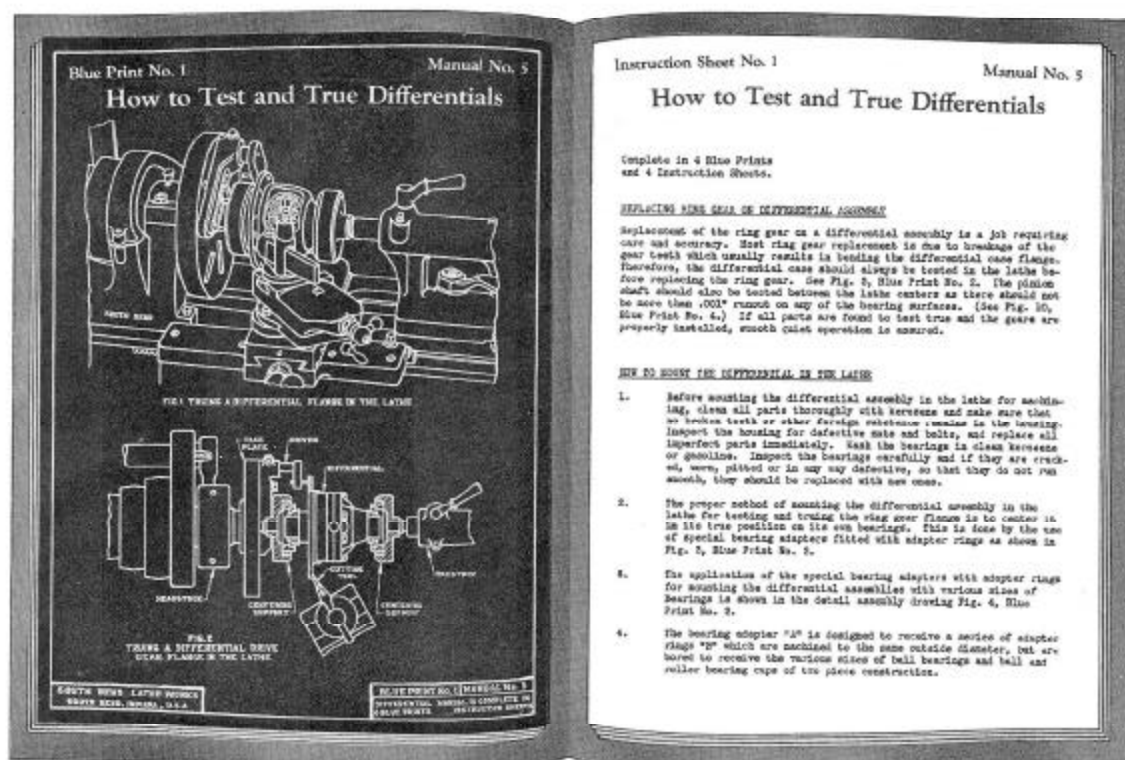 Blue Print No. 1
Manual No. 5
How to Test and True Differentials
SOUTH BEND
FIG.1 TRUING A DIFFERENTIAL FLANGE IN THE LATHE
FACE
PLATE
DRIVER
DIFFERENTIAL
CUTTING
TOOL
HEADSTOCK
CENTERING
SUPPORT
CENTERING
SUPPORT
TAILSTOCK
FIG.2
TRUING A DIFFERENTIAL DRIVE
GEAR FLANGE IN THE LATHE
SOUTH BEND LATHE WORKS
SOUTH BEND, INDIANA, U.S.A.
BLUE PRINT NO. 1 MANUAL NO. 5
DIFFERENTIAL MANUAL IS COMPLETE IN
4 BLUE PRINTS INSTRUCTION SHEETS
Instruction Sheet No. 1
Manual No. 5
How to Test and True Differentials
Complete in 4 Blue Prints
and 4 Instruction Sheets.
REPLACING RING GEAR ON DIFFERENTIAL ASSEMBLY
Replacement of the ring gear on a differential assembly is a job requiring
care and accuracy. Most ring gear replacement is due to breakage of the
gear teeth which usually results in bending the differential case flange.
Therefore, the differential case should always be tested in the lathe be-
fore replacing the ring gear. See Fig. 3, Blue Print No. 2. The pinion
shaft should also be tested between the lathe centers as there should not
be more than .001" runout on any of the bearing surfaces. (See Fig. 10,
Blue Print No. 4.) If all parts are found to test true and the gears are
properly installed, smooth quiet operation is assured.
HOW TO MOUNT THE DIFFERENTIAL IN THE LATHE
1. Before mounting the differential assembly in the lathe for machin-
ing, clean all parts thoroughly with kerosene and make sure that
no broken teeth or other foreign substance remains in the housing.
Inspect the housing for defective nuts and bolts, and replace all
imperfect parts immediately. Wash the bearings in clean kerosene
or gasoline. Inspect the bearings carefully and if they are crack-
ed, worn, pitted or in any way defective, so that they do not run
smooth, they should be replaced with new ones.
2. The proper method of mounting the differential assembly in the
lathe for testing and truing the ring gear flange is to center it
in its true position on its own bearings. This is done by the use
of special bearing adapters fitted with adapter rings as shown in
Fig. 3, Blue Print No. 2.
3. The application of the special bearing adapters with adapter rings
for mounting the differential assemblies with various sizes of
Bearings is shown in the detail assembly drawing Fig. 4, Blue
Print No. 2.
4. The bearing adapter "A" is designed to receive a series of adapter
rings "B" which are machined to the same outside diameter, but are
bored to receive the various sizes of ball bearings and ball and
roller bearing cups of two piece construction.